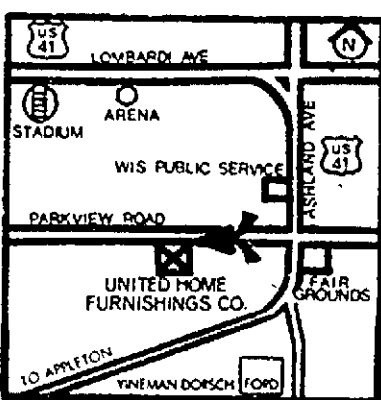 US
41
N
LOMBARDI AVE
STADIUM
ARENA
ASHLAND AVE
US
41
WIS PUBLIC SERVICE
PARKVIEW ROAD
UNITED HOME
FURNISHINGS CO.
FAIR
GROUNDS
TO APPLETON
DORSCH
FORD